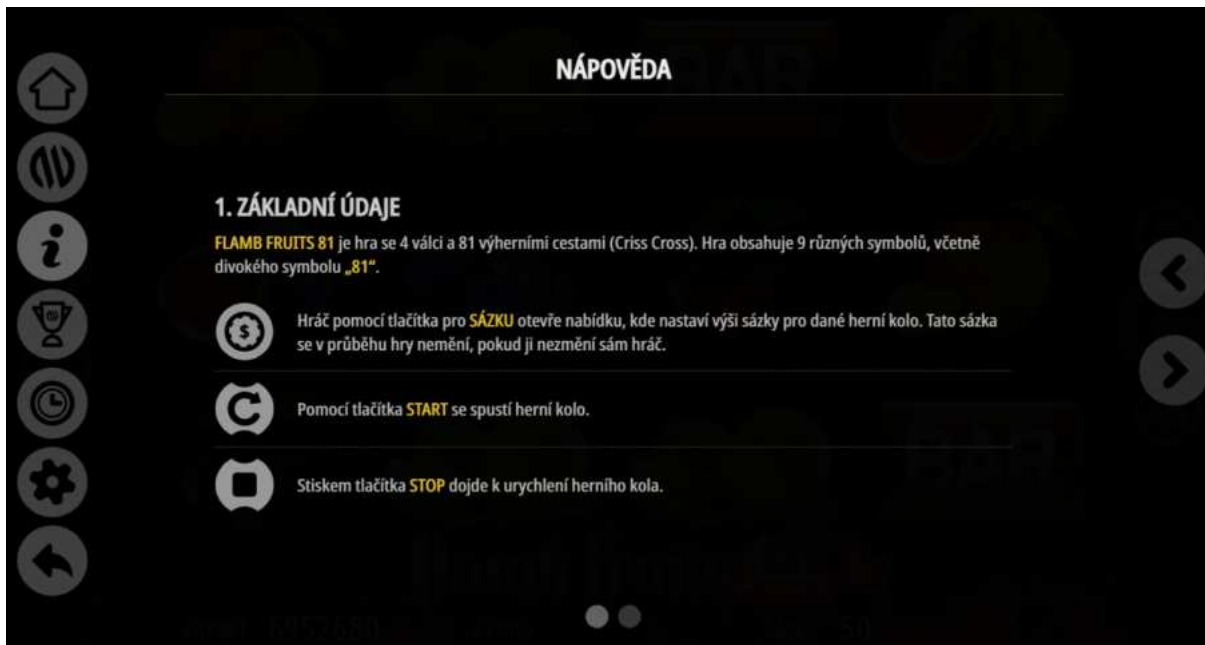 NÁPOVĚDA
1. ZÁKLADNÍ ÚDAJE
FLAMB FRUITS 81 je hra se 4 válci a 81 výherními cestami (Criss Cross). Hra obsahuje 9 různých symbolů, včetně
divokého symbolu „81“.
Hráč pomocí tlačítka pro SÁZKU otevře nabídku, kde nastaví výši sázky pro dané herní kolo. Tato sázka
se v průběhu hry nemění, pokud ji nezmění sám hráč.
Pomocí tlačítka START se spustí herní kolo.
Stiskem tlačítka STOP dojde k urychlení herního kola.